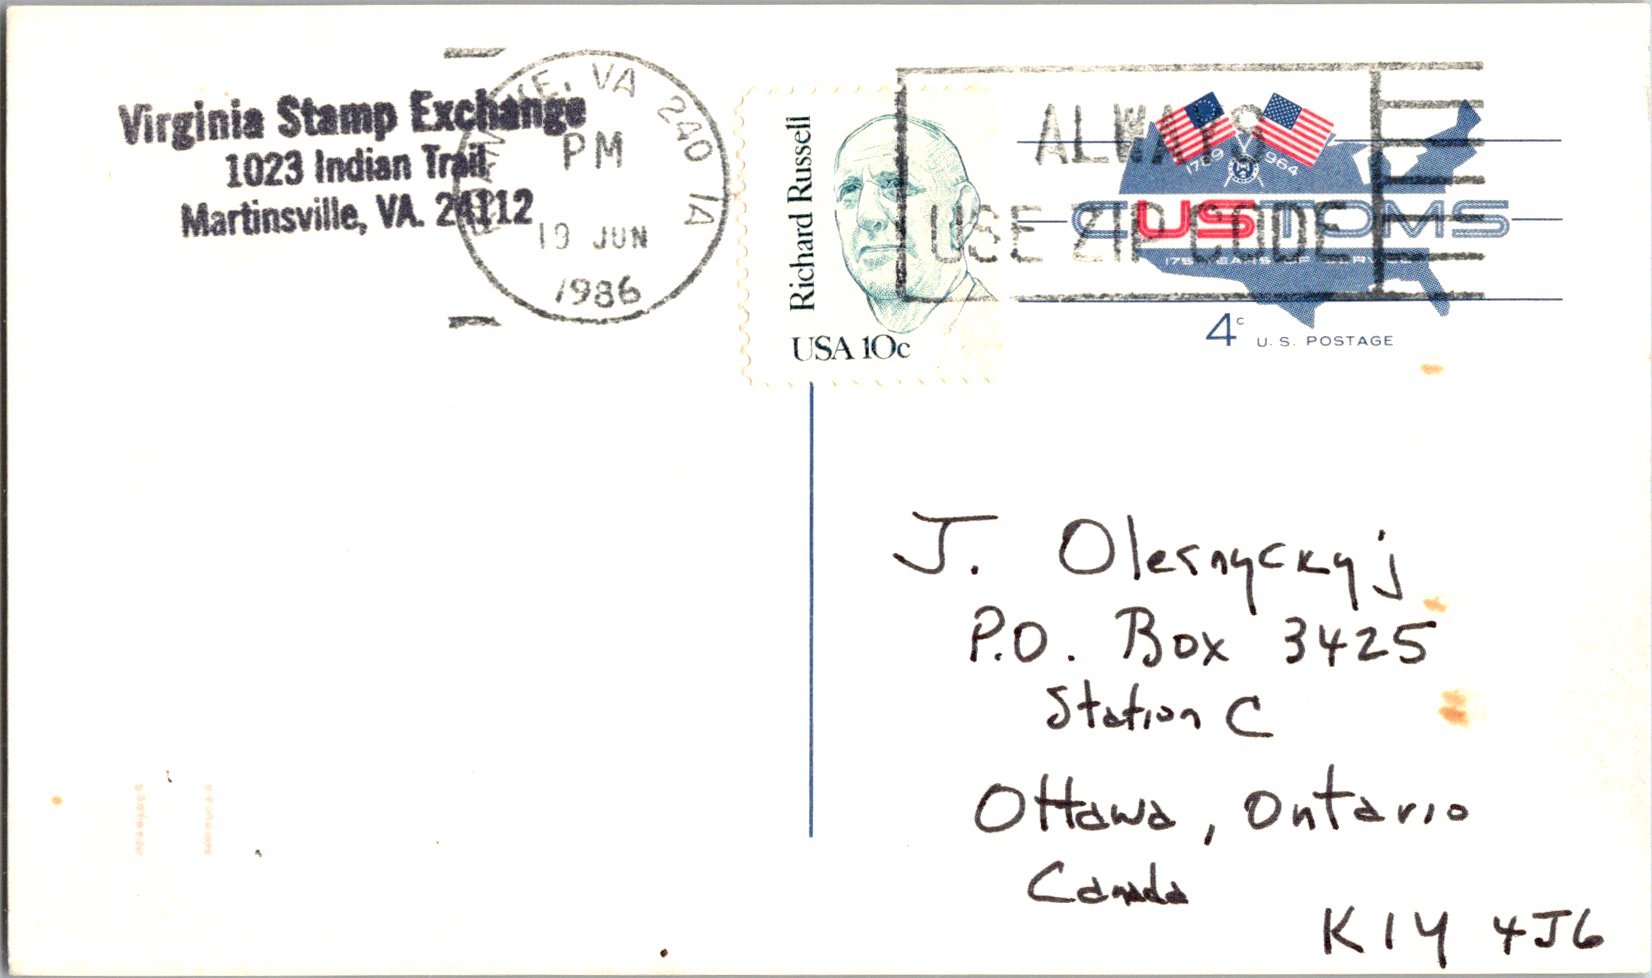 Virginia Stamp Exchange
1023 Indian Trail
Martinsville, VA. 24112
VA 240 1A
PM
19 JUN
1986
Richard Russell
USA 10c
ALWAYS
USE ZIP CODE
1789 1964
CUSTOMS
175 YEARS OF SERVICE
4c U.S. POSTAGE
J. Olesnyckyj
P.O. Box 3425
Station C
Ottawa, Ontario
Canada
K1Y 4J6